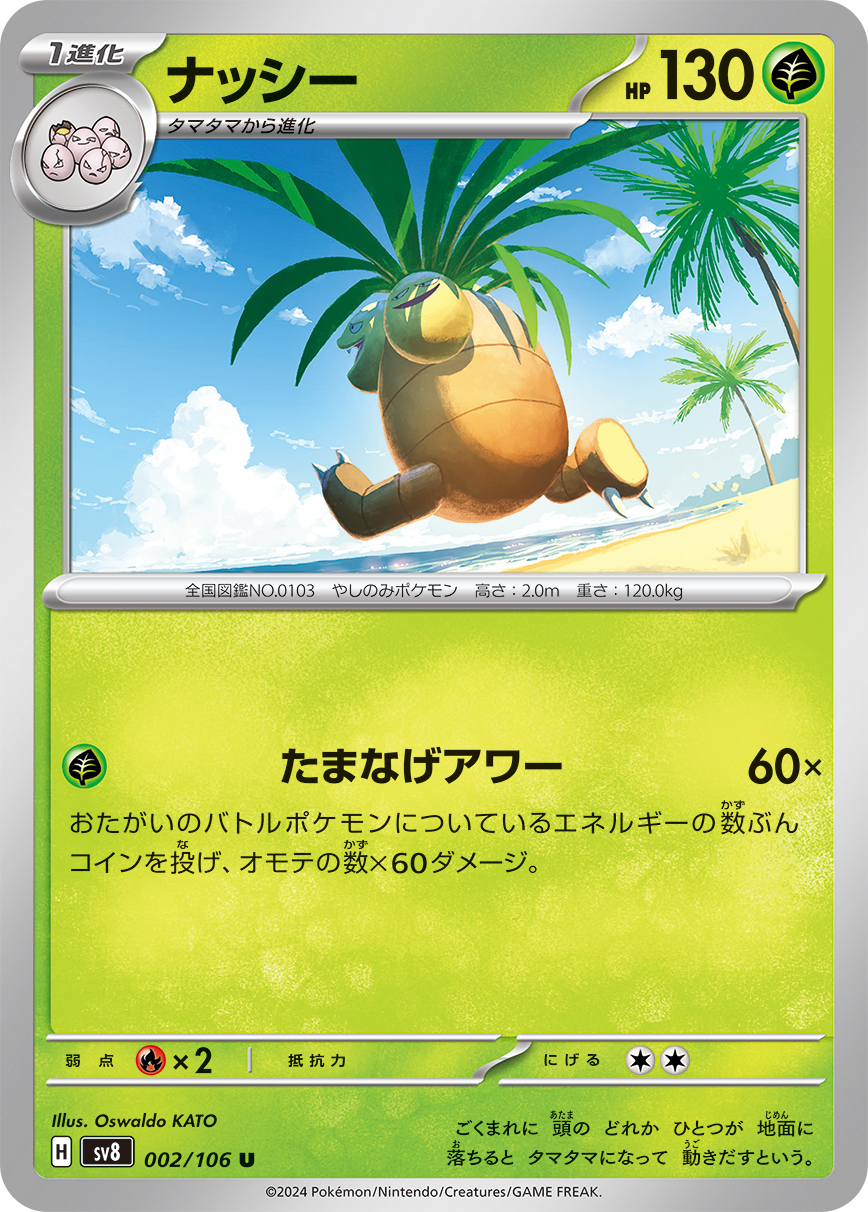 1進化
ナッシー
HP 130
タマタマから進化
全国図鑑NO.0103 やしのみポケモン 高さ：2.0m 重さ：120.0kg
たまなげアワー 60×
おたがいのバトルポケモンについているエネルギーの数ぶん
コインを投げ、オモテの数×60ダメージ。
弱点 ×2 抵抗力 にげる
Illus. Oswaldo KATO
H sv8 002/106 U
ごくまれに 頭の どれか ひとつが 地面に
落ちると タマタマになって 動きだすという。
©2024 Pokémon/Nintendo/Creatures/GAME FREAK.